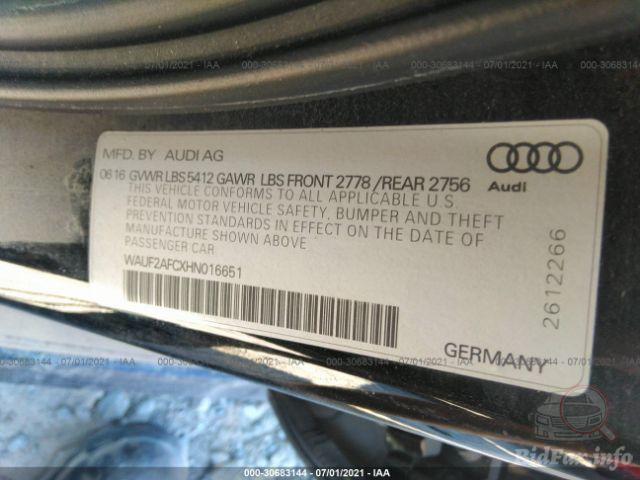 000-30683144 - 07/01/2021 - IAA
MFD. BY AUDI AG
0616 GVWR LBS 5412 GAWR LBS FRONT 2778 /REAR 2756
THIS VEHICLE CONFORMS TO ALL APPLICABLE U.S.
FEDERAL MOTOR VEHICLE SAFETY, BUMPER AND THEFT
PREVENTION STANDARDS IN EFFECT ON THE DATE OF
MANUFACTURE SHOWN ABOVE.
PASSENGER CAR
WAUF2AFCXHN016651
Audi
2612266
GERMANY
000-30683144 - 07/01/2021 - IAA
000-30683144 - 07/01/2021 - IAA
BidFax.info